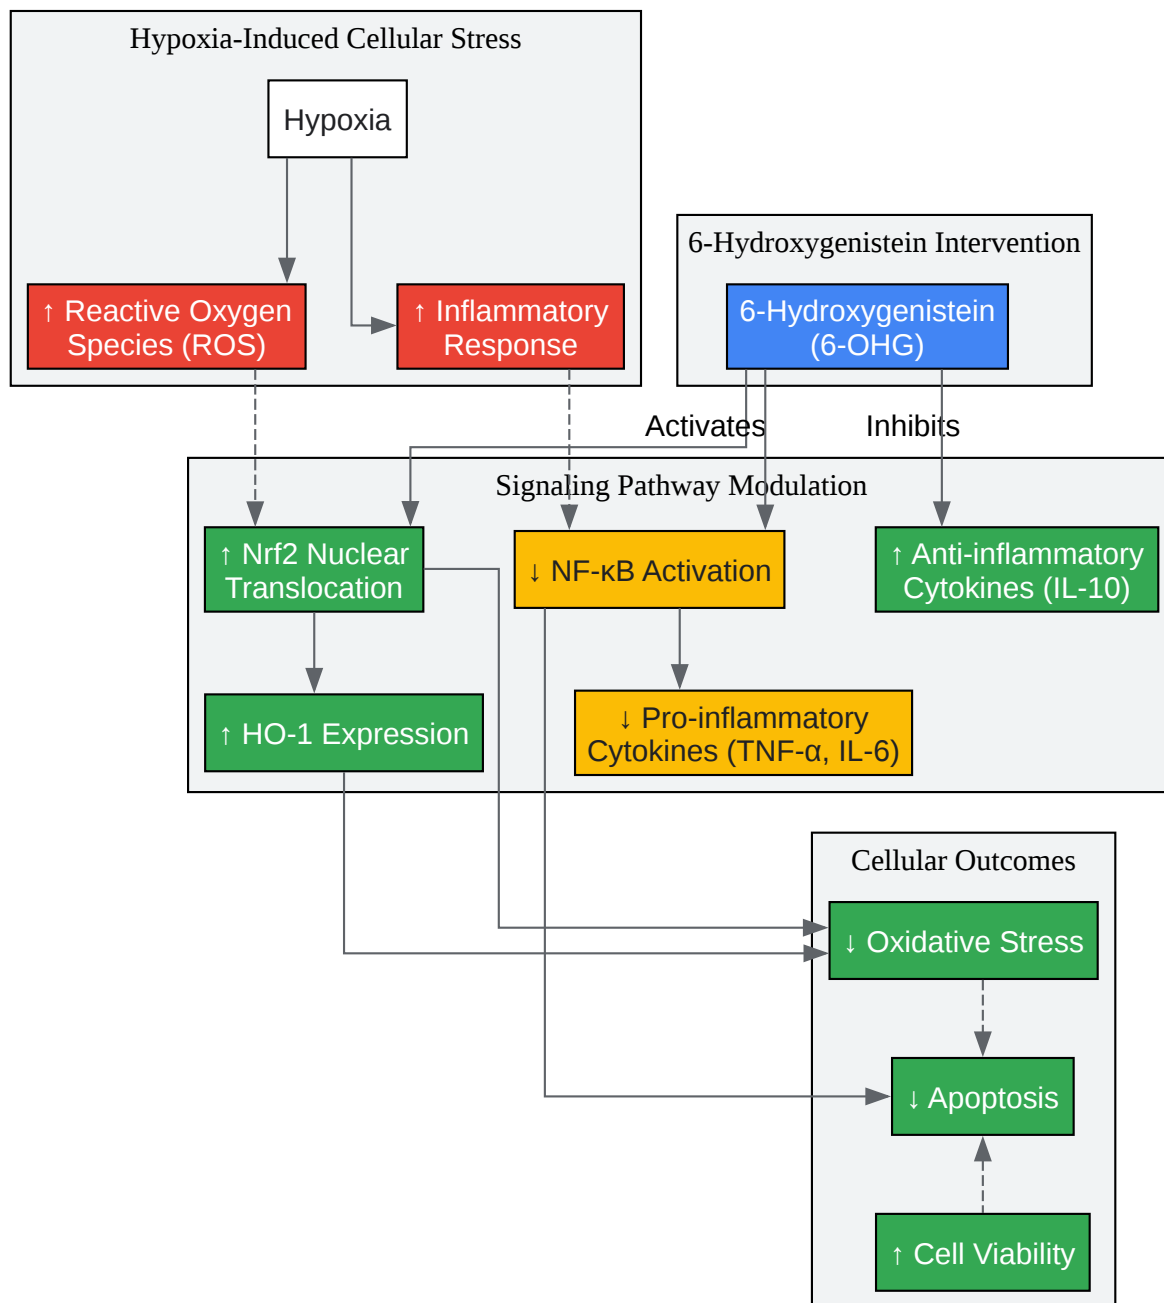 Hypoxia-Induced Cellular Stress
Hypoxia
↑ Reactive Oxygen
Species (ROS)
↑ Inflammatory
Response
6-Hydroxygenistein Intervention
6-Hydroxygenistein
(6-OHG)
Activates
Inhibits
Signaling Pathway Modulation
↑ Nrf2 Nuclear
Translocation
↓ NF-κB Activation
↑ Anti-inflammatory
Cytokines (IL-10)
↑ HO-1 Expression
↓ Pro-inflammatory
Cytokines (TNF-α, IL-6)
Cellular Outcomes
↓ Oxidative Stress
↓ Apoptosis
↑ Cell Viability